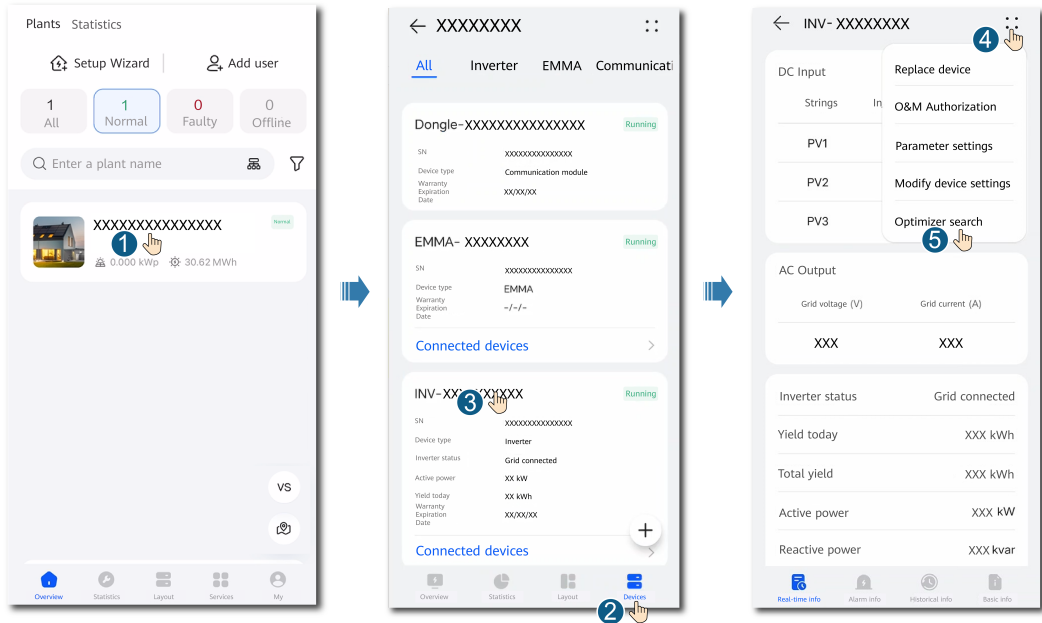 Plants Statistics
Setup Wizard Add user
1 1 0 0
All Normal Faulty Offline
Enter a plant name
XXXXXXXXXXXXXXX Normal
1
0.000 kWp 30.62 MWh
VS
Overview Statistics Layout Services My
XXXXXXXX
All Inverter EMMA Communicati
Dongle-XXXXXXXXXXXXXXX Running
SN XXXXXXXXXXXXXXX
Device type Communication module
Warranty
Expiration XX/XX/XX
Date
EMMA- XXXXXXXX Running
SN XXXXXXXXXXXXXXX
Device type EMMA
Warranty
Expiration -/-/-
Date
Connected devices
INV-XXXXXXXXX Running
3
SN XXXXXXXXXXXXXXX
Device type Inverter
Inverter status Grid connected
Active power XX kW
Yield today XX kWh
Warranty
Expiration XX/XX/XX
Date
+
Connected devices
Overview Statistics Layout Devices
2
INV- XXXXXXXX
4
DC Input
Strings In
PV1
PV2
PV3
Replace device
O&M Authorization
Parameter settings
Modify device settings
Optimizer search
5
AC Output
Grid voltage (V) Grid current (A)
XXX XXX
Inverter status Grid connected
Yield today XXX kWh
Total yield XXX kWh
Active power XXX kW
Reactive power XXX kvar
Real-time info Alarm info Historical info Basic info